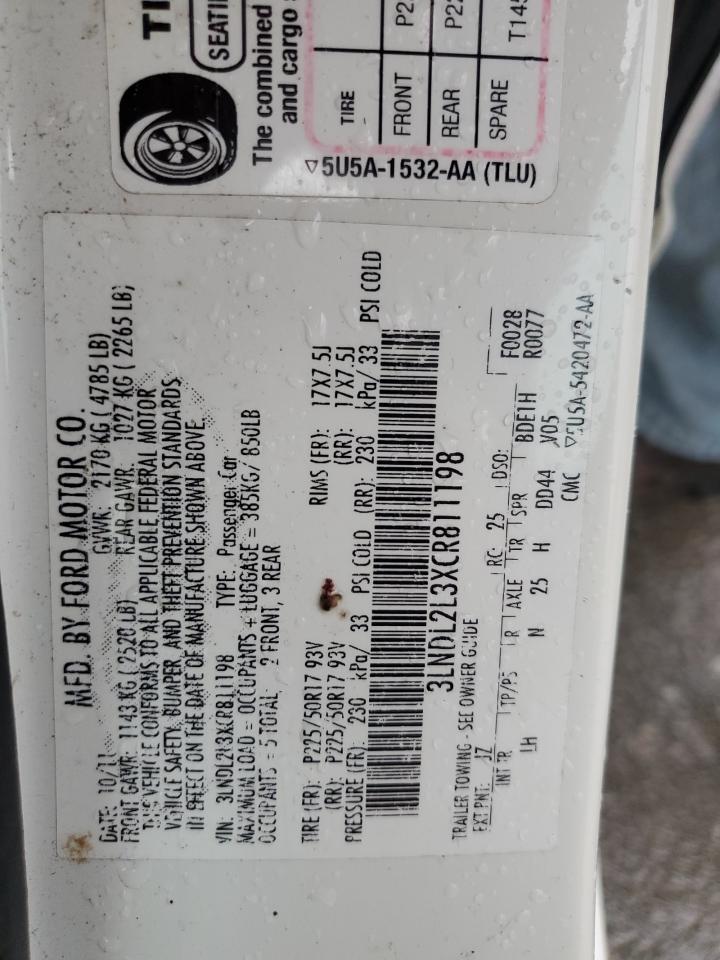 MFD. BY FORD MOTOR CO.
DATE: 10/11 GVWR: 2170 KG ( 4785 LB)
FRONT GAWR: 1143 KG ( 2520 LB) REAR GAWR: 1027 KG ( 2265 LB)
THIS VEHICLE CONFORMS TO ALL APPLICABLE FEDERAL MOTOR
VEHICLE SAFETY, BUMPER, AND THEFT PREVENTION STANDARDS
IN EFFECT ON THE DATE OF MANUFACTURE SHOWN ABOVE.
VIN: 3LNDL2L3XCR811198 TYPE: Passenger Car
MAXIMUM LOAD = OCCUPANTS + LUGGAGE = 385KG/ 850LB
OCCUPANTS = 5 TOTAL, 2 FRONT, 3 REAR
TIRE (FR): P225/50R17 93V RIMS (FR): 17X7.5J
(RR): P225/50R17 93V (RR): 17X7.5J
PRESSURE (FR): 230 kPa/ 33 PSI COLD (RR): 230 kPa/ 33 PSI COLD
3LNDL2L3XCR811198
TRAILER TOWING - SEE OWNER GUIDE
EXT PNT: JZ RC: 25 DSO: F0028
INT TR TP/PS R AXLE TR SPR BDE1H R0077
LH N 25 H DD44 V05
CMC ▽5U5A-5420472-AA
TI
SEATI
The combined
and cargo
TIRE
FRONT P2
REAR P22
SPARE T145
▽5U5A-1532-AA (TLU)